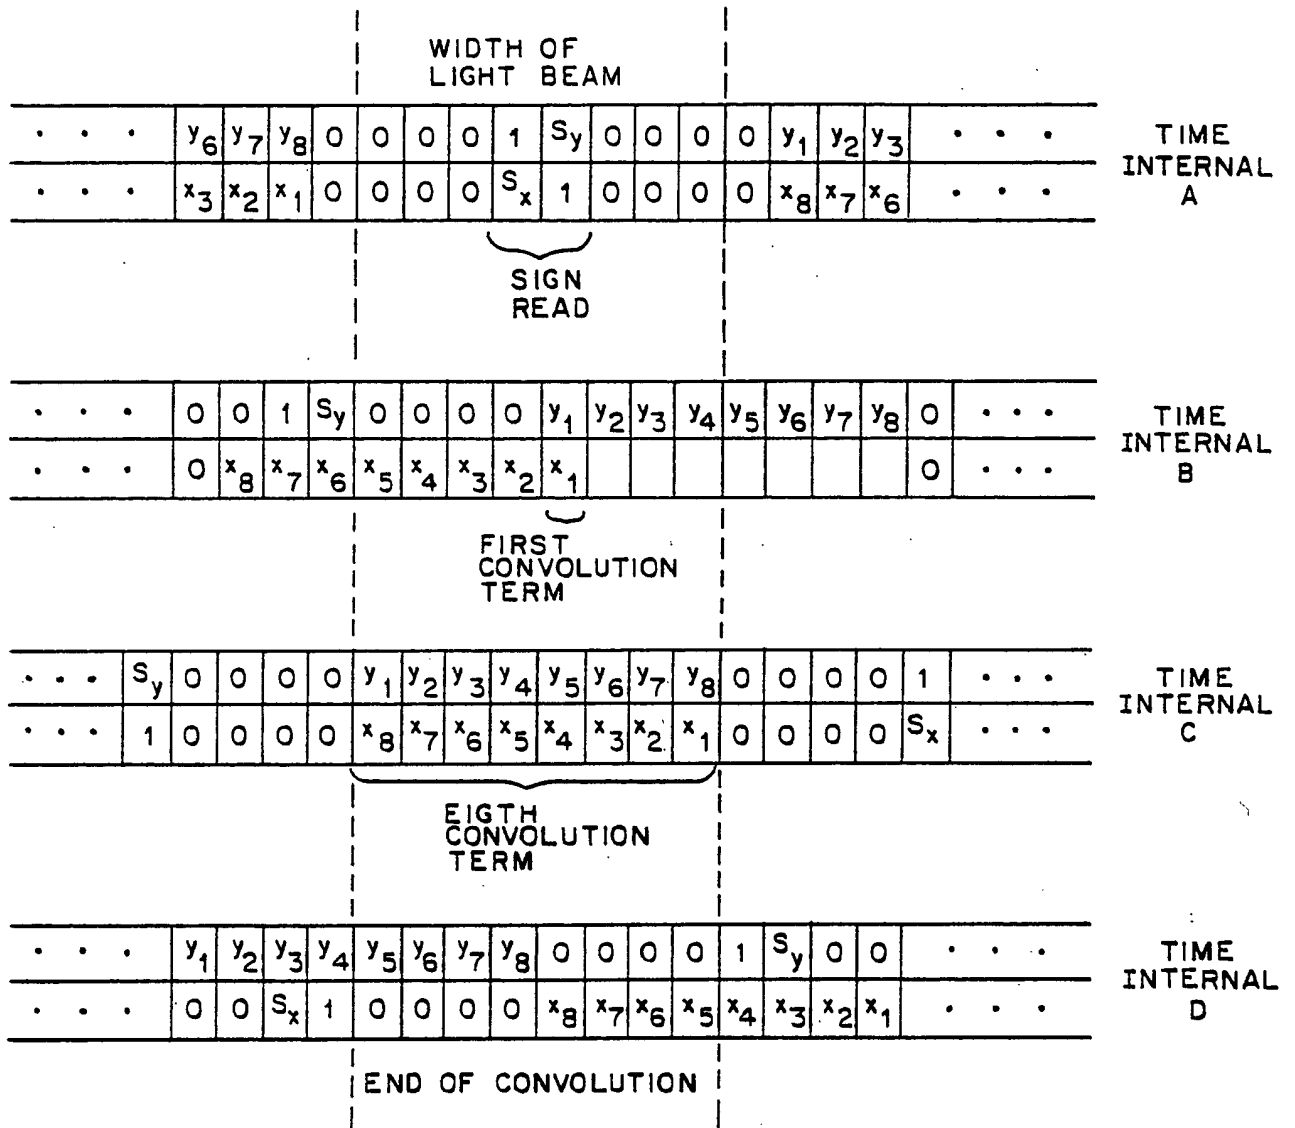 WIDTH OF
LIGHT BEAM
· · · y6 y7 y8 0 0 0 0 1 Sy 0 0 0 0 y1 y2 y3 · · ·
· · · x3 x2 x1 0 0 0 0 Sx 1 0 0 0 0 x8 x7 x6 · · ·
TIME
INTERNAL
A
SIGN
READ
· · · 0 0 1 Sy 0 0 0 0 y1 y2 y3 y4 y5 y6 y7 y8 0 · · ·
· · · 0 x8 x7 x6 x5 x4 x3 x2 x1 0 · · ·
TIME
INTERNAL
B
FIRST
CONVOLUTION
TERM
· · · Sy 0 0 0 0 y1 y2 y3 y4 y5 y6 y7 y8 0 0 0 0 1 · · ·
· · · 1 0 0 0 0 x8 x7 x6 x5 x4 x3 x2 x1 0 0 0 0 Sx · · ·
TIME
INTERNAL
C
EIGTH
CONVOLUTION
TERM
· · · y1 y2 y3 y4 y5 y6 y7 y8 0 0 0 0 1 Sy 0 0 · · ·
· · · 0 0 Sx 1 0 0 0 0 x8 x7 x6 x5 x4 x3 x2 x1 · · ·
TIME
INTERNAL
D
END OF CONVOLUTION